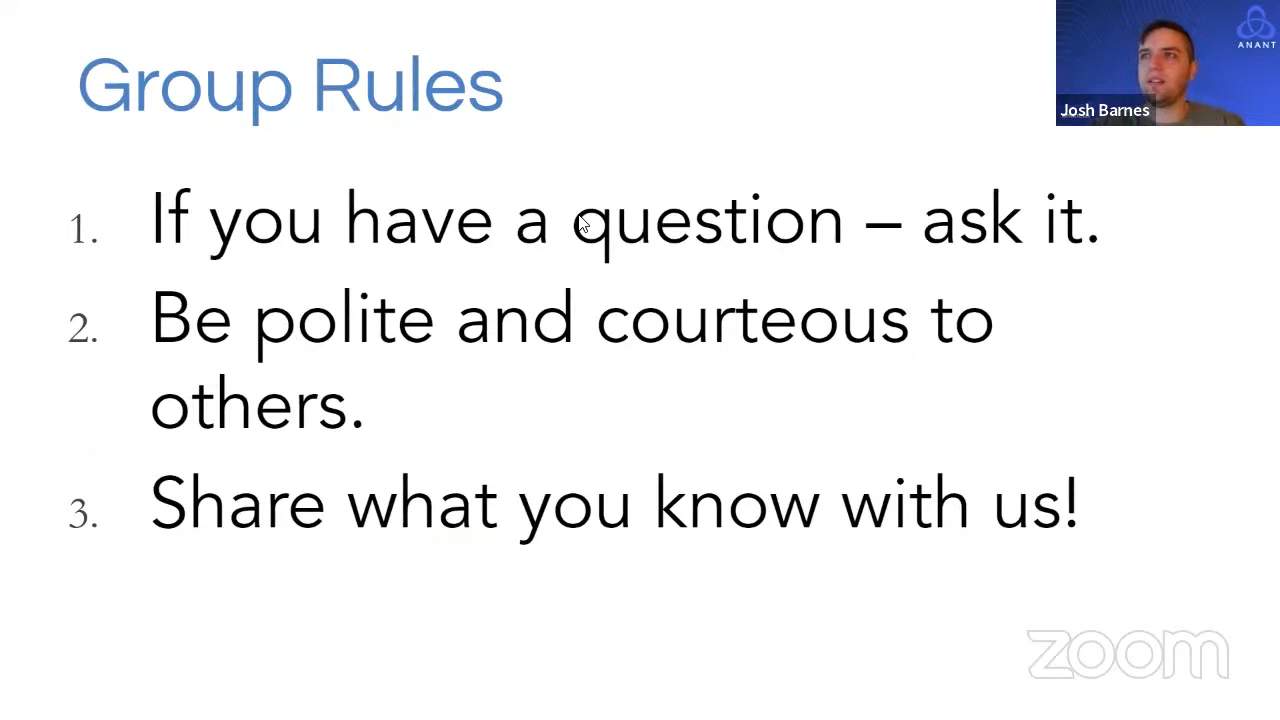 Group Rules
ANANT
Josh Barnes
1. If you have a question – ask it.
2. Be polite and courteous to
others.
3. Share what you know with us!
zoom